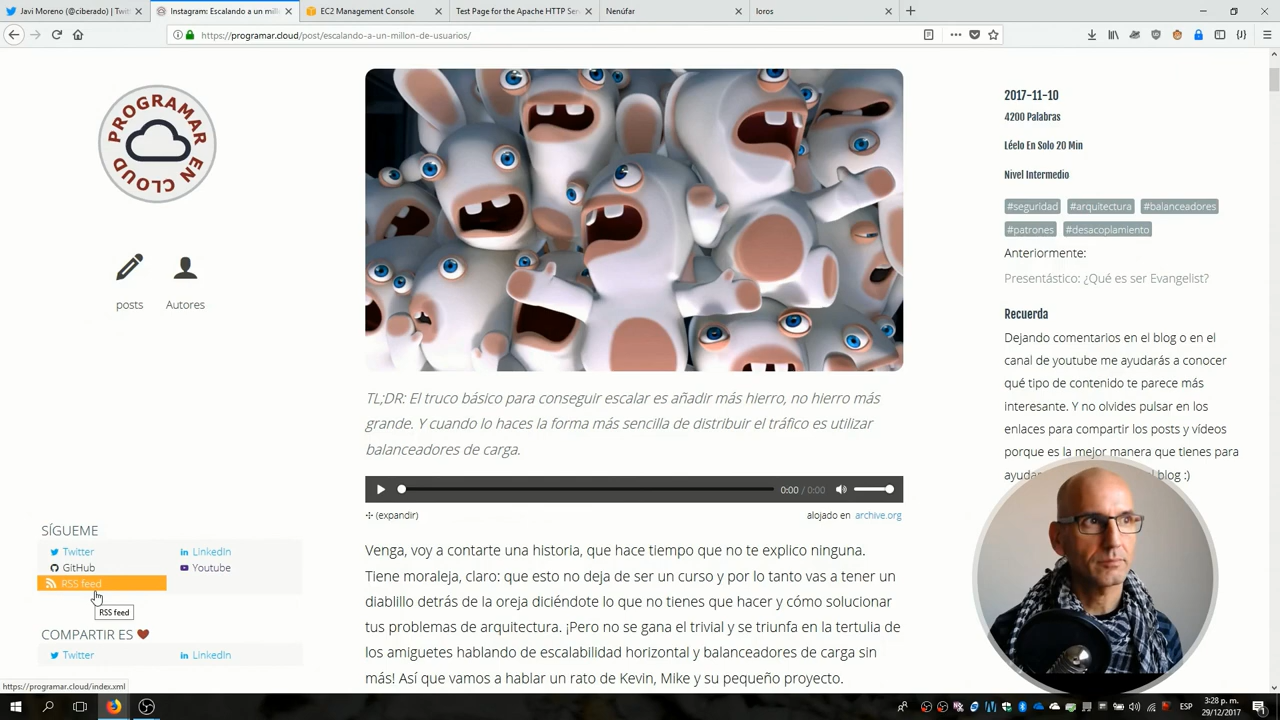 Javi Moreno (@ciberado) | Twit
Instagram: Escalando a un mill
EC2 Management Console
Test Page for the Apache HTTP Ser
Nenúfar
loros
https://programar.cloud/post/escalando-a-un-millon-de-usuarios/
PROGRAMAR EN CLOUD
posts
Autores
SÍGUEME
Twitter
LinkedIn
GitHub
Youtube
RSS feed
RSS feed
COMPARTIR ES
Twitter
LinkedIn
https://programar.cloud/index.xml
TL;DR: El truco básico para conseguir escalar es añadir más hierro, no hierro más
grande. Y cuando lo haces la forma más sencilla de distribuir el tráfico es utilizar
balanceadores de carga.
0:00 / 0:00
(expandir)
alojado en archive.org
Venga, voy a contarte una historia, que hace tiempo que no te explico ninguna.
Tiene moraleja, claro: que esto no deja de ser un curso y por lo tanto vas a tener un
diablillo detrás de la oreja diciéndote lo que no tienes que hacer y cómo solucionar
tus problemas de arquitectura. ¡Pero no se gana el trivial y se triunfa en la tertulia de
los amiguetes hablando de escalabilidad horizontal y balanceadores de carga sin
más! Así que vamos a hablar un rato de Kevin, Mike y su pequeño proyecto.
2017-11-10
4200 Palabras
Léelo En Solo 20 Min
Nivel Intermedio
#seguridad #arquitectura #balanceadores
#patrones #desacoplamiento
Anteriormente:
Presentástico: ¿Qué es ser Evangelist?
Recuerda
Dejando comentarios en el blog o en el
canal de youtube me ayudarás a conocer
qué tipo de contenido te parece más
interesante. Y no olvides pulsar en los
enlaces para compartir los posts y vídeos
porque es la mejor manera que tienes para
blog :)
ESP
3:28 p. m.
29/12/2017